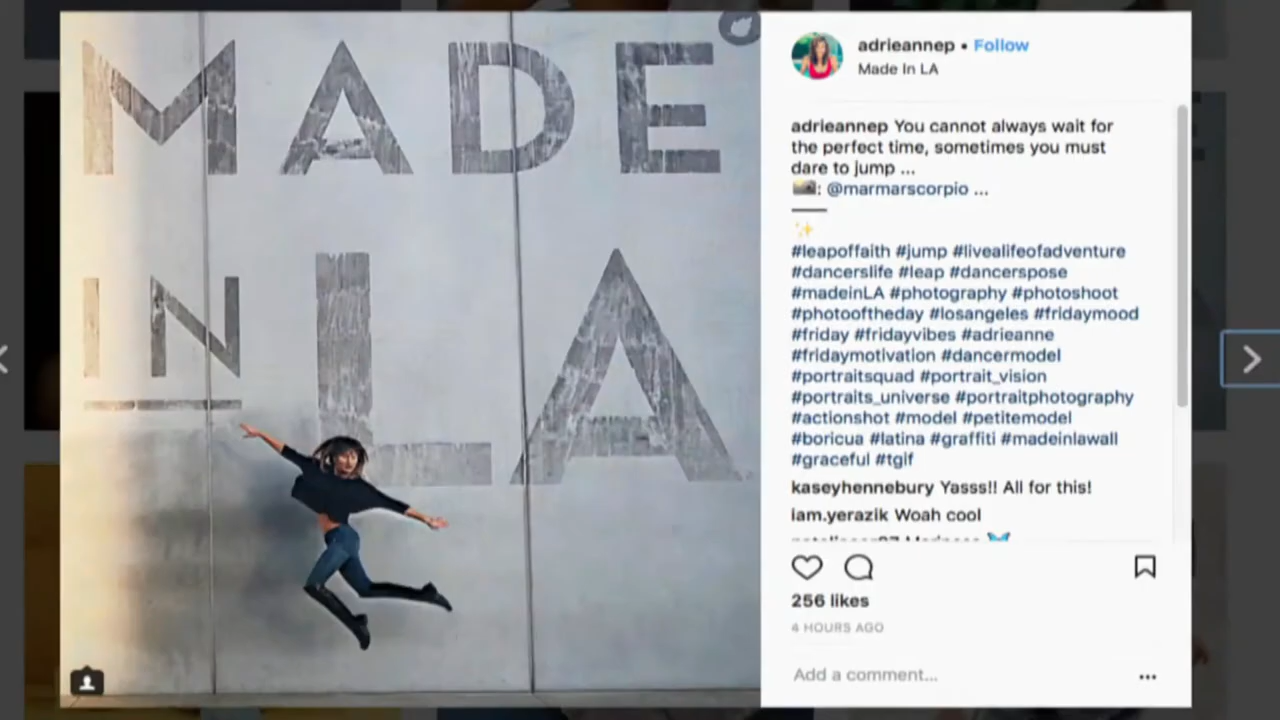 MADE
IN LA
adrieannep • Follow
Made In LA
adrieannep You cannot always wait for
the perfect time, sometimes you must
dare to jump ...
📷: @marmarscorpio ...
✨
#leapoffaith #jump #livealifeofadventure
#dancerslife #leap #dancerspose
#madeinLA #photography #photoshoot
#photooftheday #losangeles #fridaymood
#friday #fridayvibes #adrieanne
#fridaymotivation #dancermodel
#portraitsquad #portrait_vision
#portraits_universe #portraitphotography
#actionshot #model #petitemodel
#boricua #latina #graffiti #madeinlawall
#graceful #tgif
kaseyhennebury Yasss!! All for this!
iam.yerazik Woah cool
256 likes
4 HOURS AGO
Add a comment...